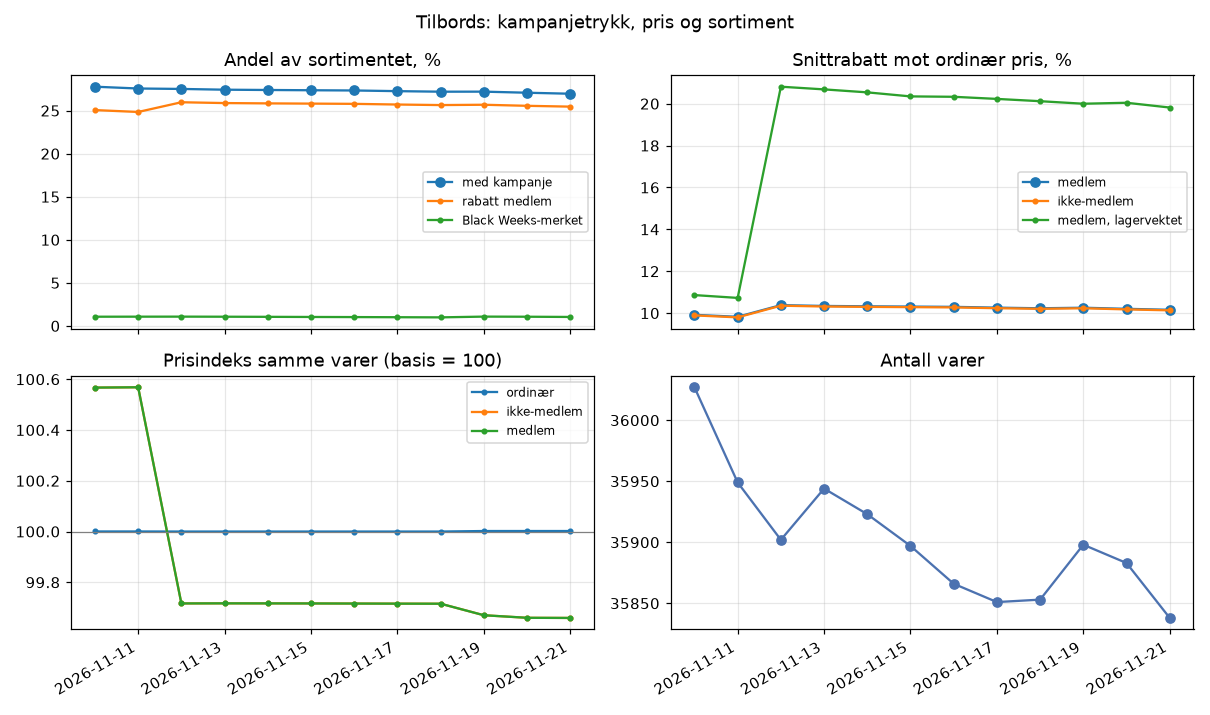 Tilbords: kampanjetrykk, pris og sortiment
Andel av sortimentet, %
25
20
15
10
5
0
med kampanje
rabatt medlem
Black Weeks-merket
Snittrabatt mot ordinær pris, %
20
18
16
14
12
10
medlem
ikke-medlem
medlem, lagervektet
Prisindeks samme varer (basis = 100)
100.6
100.4
100.2
100.0
99.8
ordinær
ikke-medlem
medlem
2026-11-11
2026-11-13
2026-11-15
2026-11-17
2026-11-19
2026-11-21
Antall varer
36000
35950
35900
35850
2026-11-11
2026-11-13
2026-11-15
2026-11-17
2026-11-19
2026-11-21